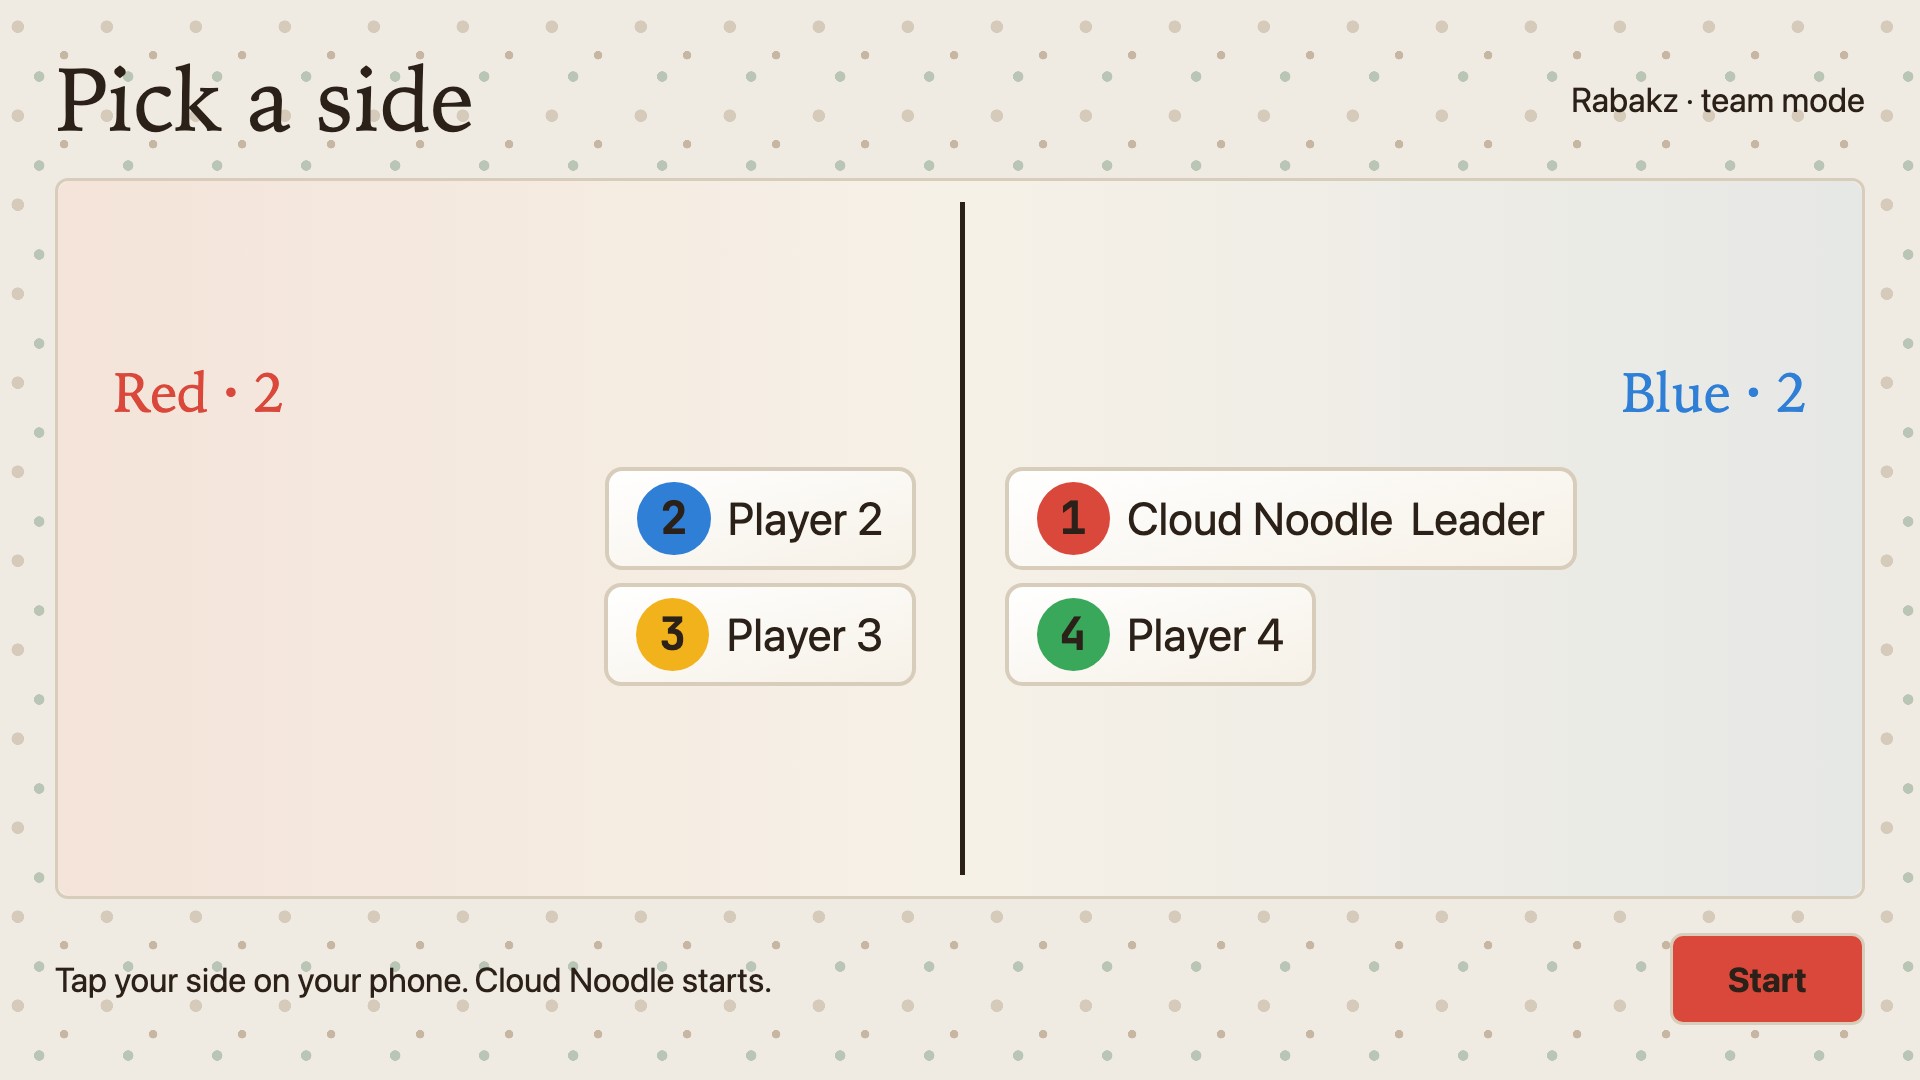 Pick a side
Rabakz · team mode
Red · 2
Blue · 2
2 Player 2
1 Cloud Noodle Leader
3 Player 3
4 Player 4
Tap your side on your phone. Cloud Noodle starts.
Start